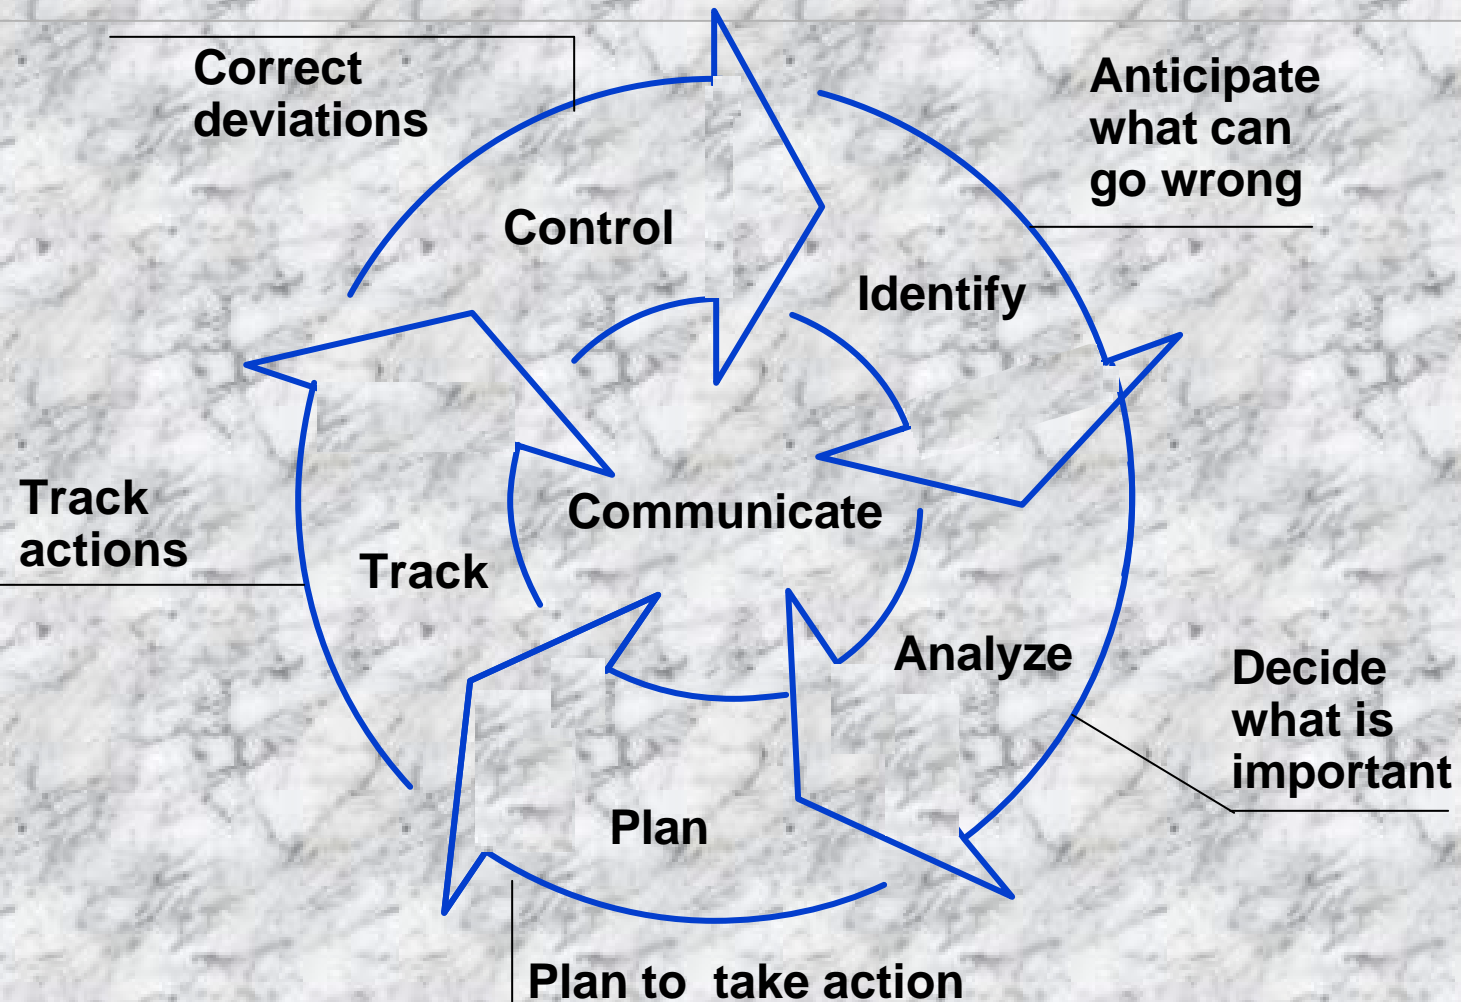 Correct
deviations
Anticipate
what can
go wrong
Control
Identify
Track
actions
Communicate
Track
Analyze
Decide
what is
important
Plan
Plan to  take action